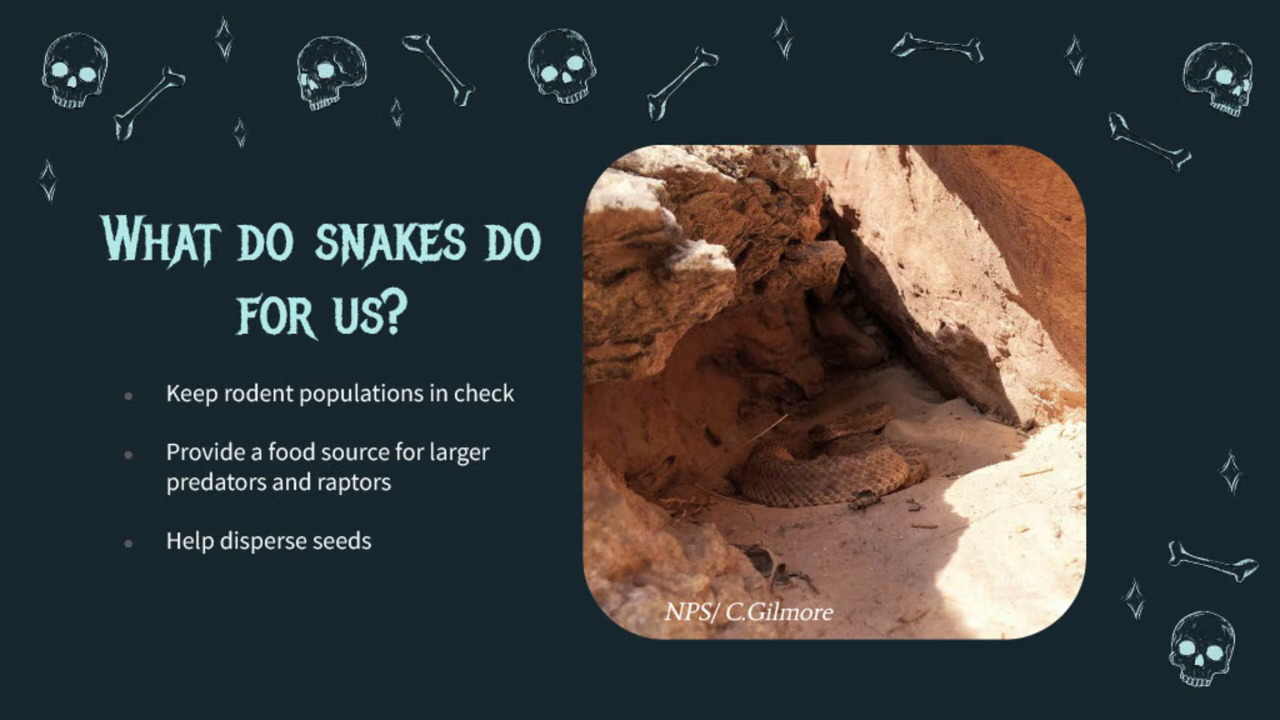 What do snakes do
for us?
Keep rodent populations in check
Provide a food source for larger
predators and raptors
Help disperse seeds
NPS/ C.Gilmore